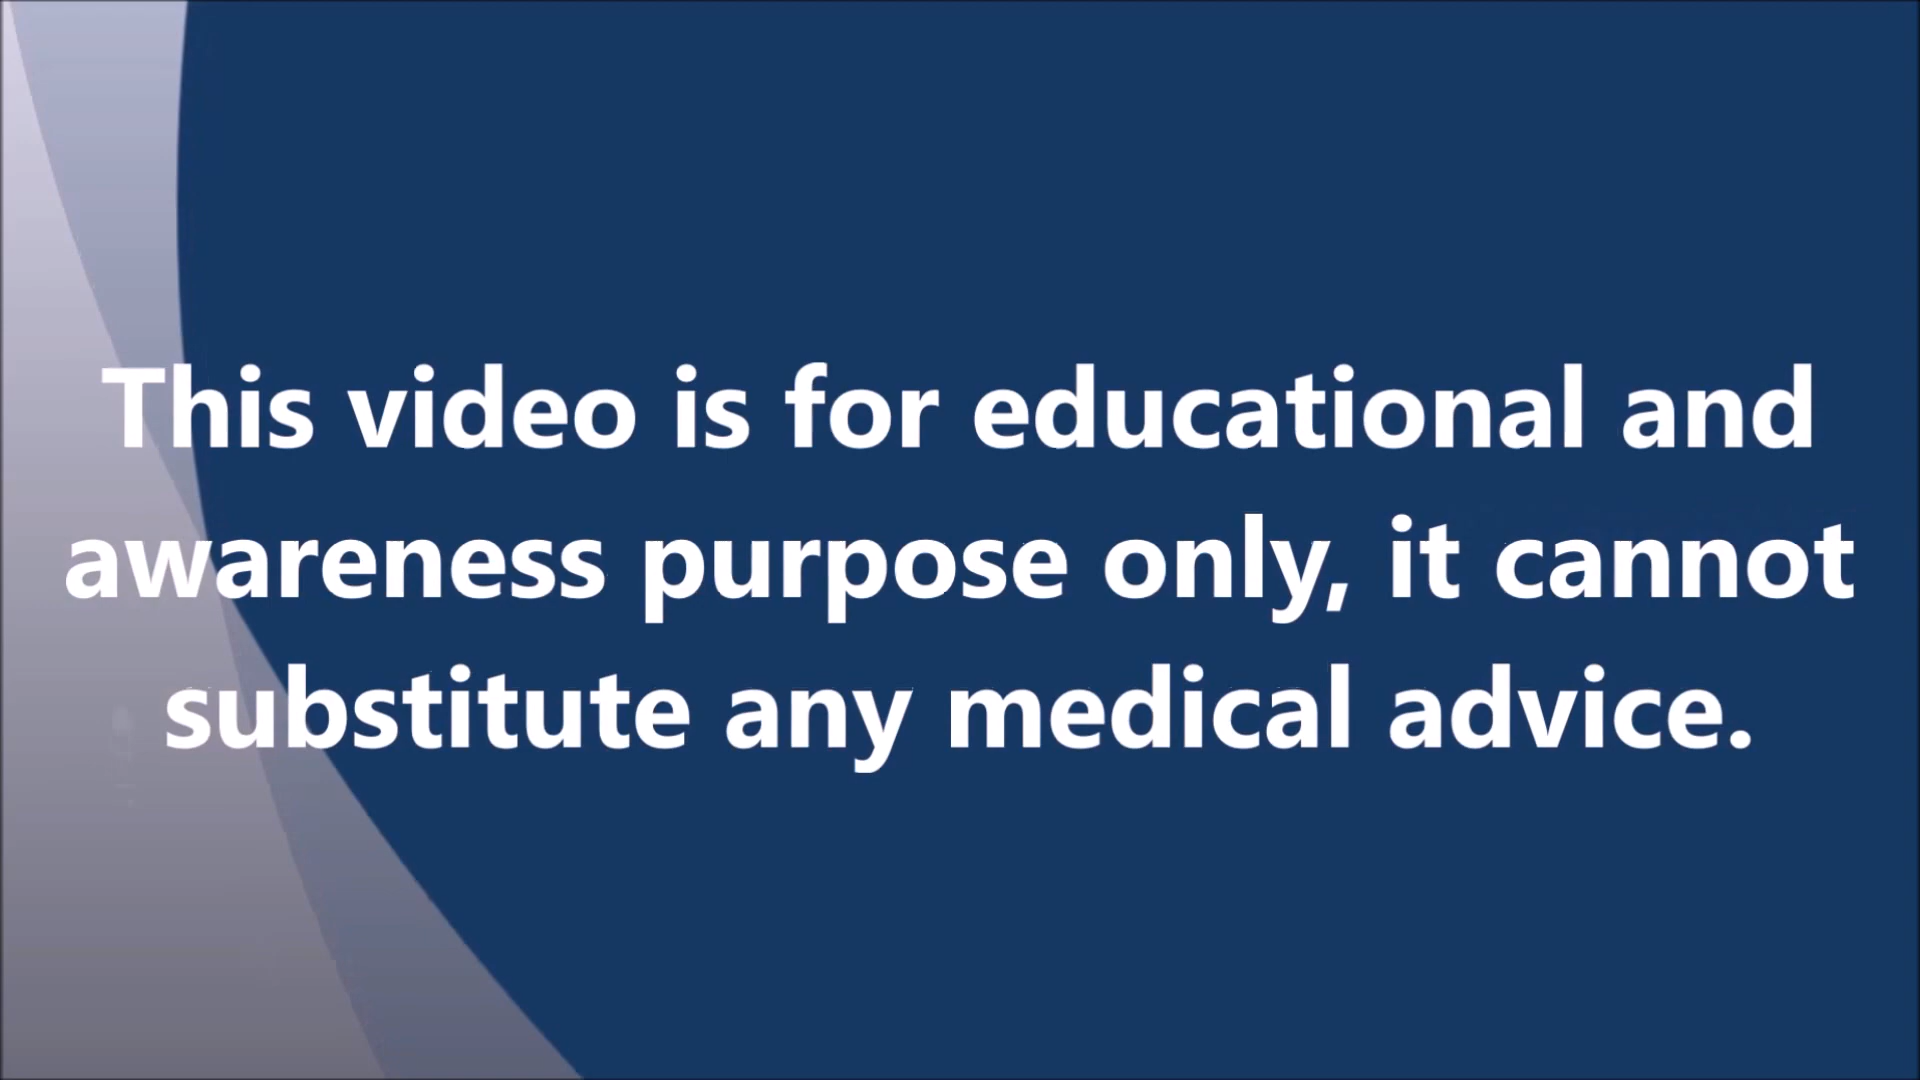 This video is for educational and
awareness purpose only, it cannot
substitute any medical advice.